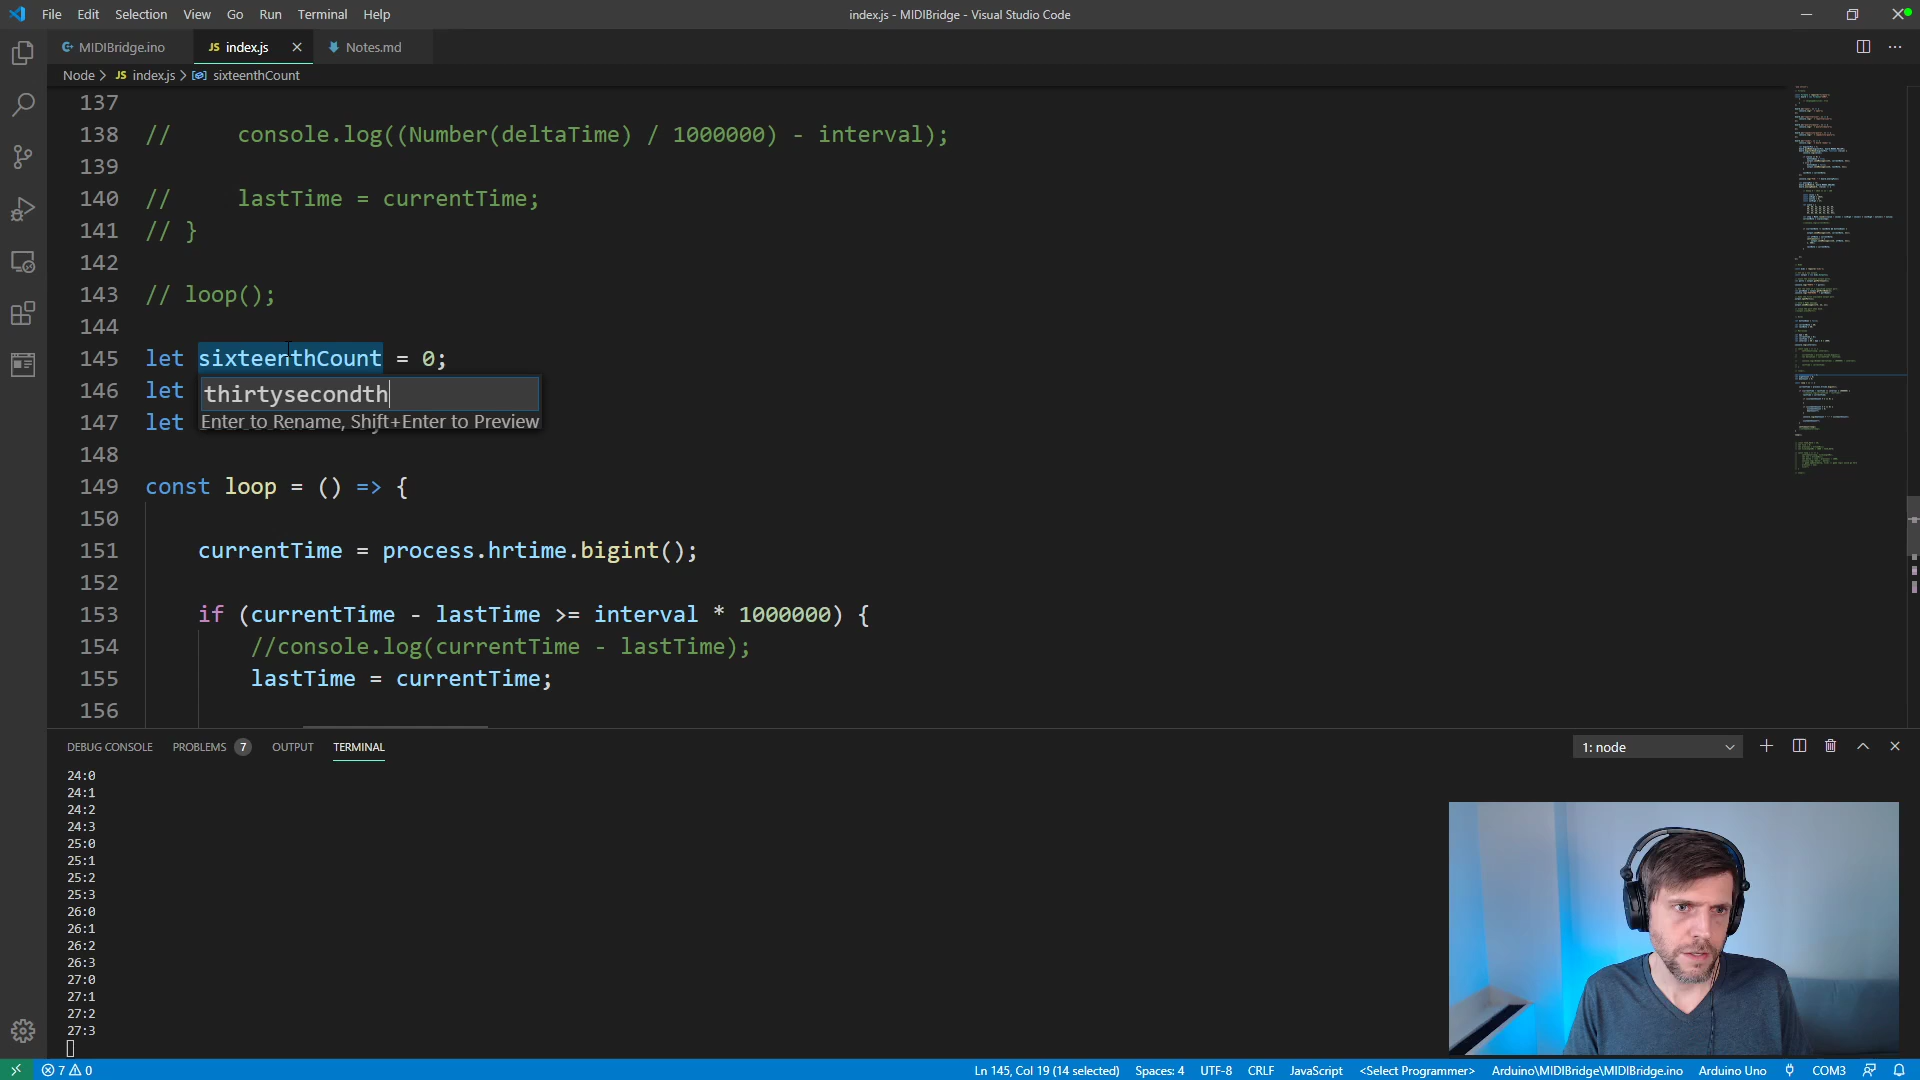 File Edit Selection View Go Run Terminal Help
index.js - MIDIBridge - Visual Studio Code
MIDIBridge.ino
JS index.js
Notes.md
Node > JS index.js > sixteenthCount
137
138 // console.log((Number(deltaTime) / 1000000) - interval);
139
140 // lastTime = currentTime;
141 // }
142
143 // loop();
144
145 let sixteenthCount = 0;
146 let
thirtysecondth
147 let
Enter to Rename, Shift+Enter to Preview
148
149 const loop = () => {
150
151 currentTime = process.hrtime.bigint();
152
153 if (currentTime - lastTime >= interval * 1000000) {
154 //console.log(currentTime - lastTime);
155 lastTime = currentTime;
156
DEBUG CONSOLE PROBLEMS 7 OUTPUT TERMINAL
1: node
24:0
24:1
24:2
24:3
25:0
25:1
25:2
25:3
26:0
26:1
26:2
26:3
27:0
27:1
27:2
27:3
7 0
Ln 145, Col 19 (14 selected) Spaces: 4 UTF-8 CRLF JavaScript <Select Programmer> Arduino\MIDIBridge\MIDIBridge.ino Arduino Uno COM3